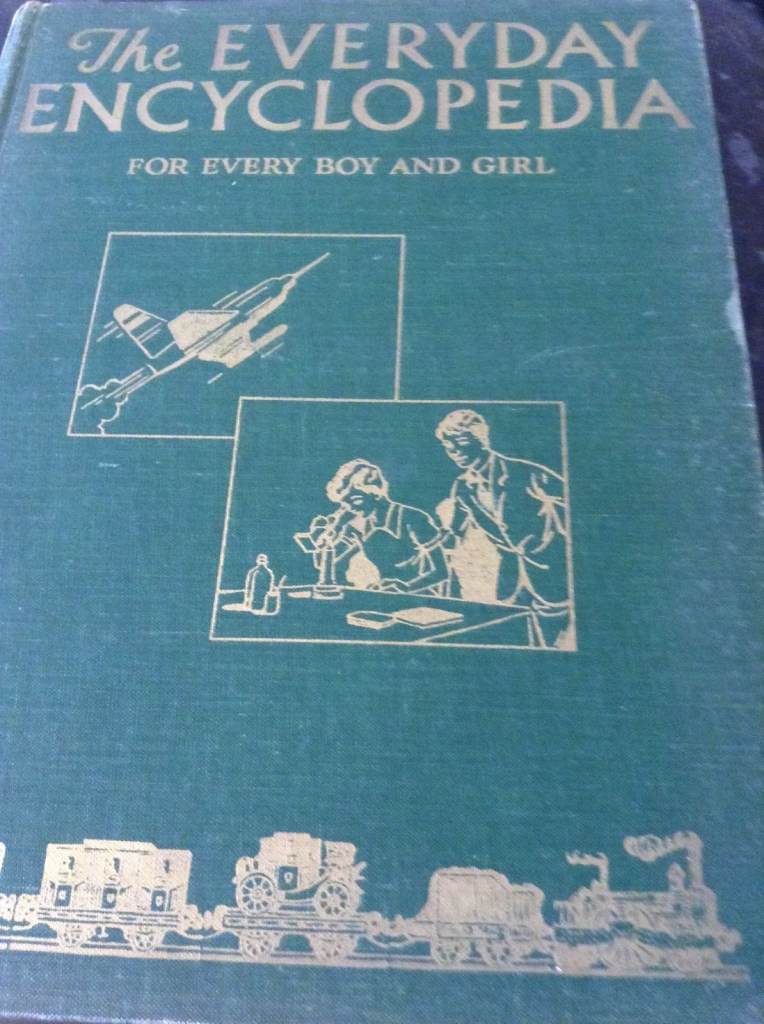 The EVERYDAY
ENCYCLOPEDIA
FOR EVERY BOY AND GIRL